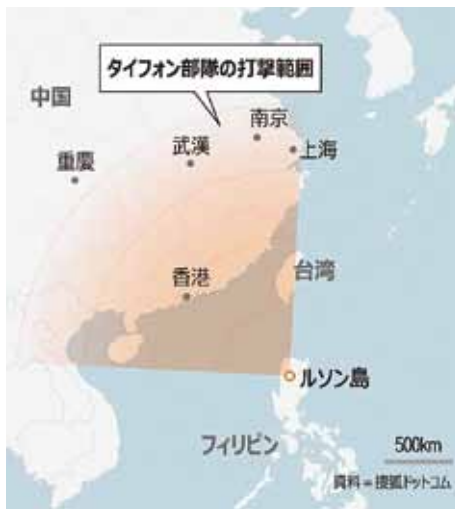 タイフォン部隊の打撃範囲
中国
南京
武漢
上海
重慶
台湾
香港
ルソン島
フィリピン
500km
資料=捜狐ドットコム